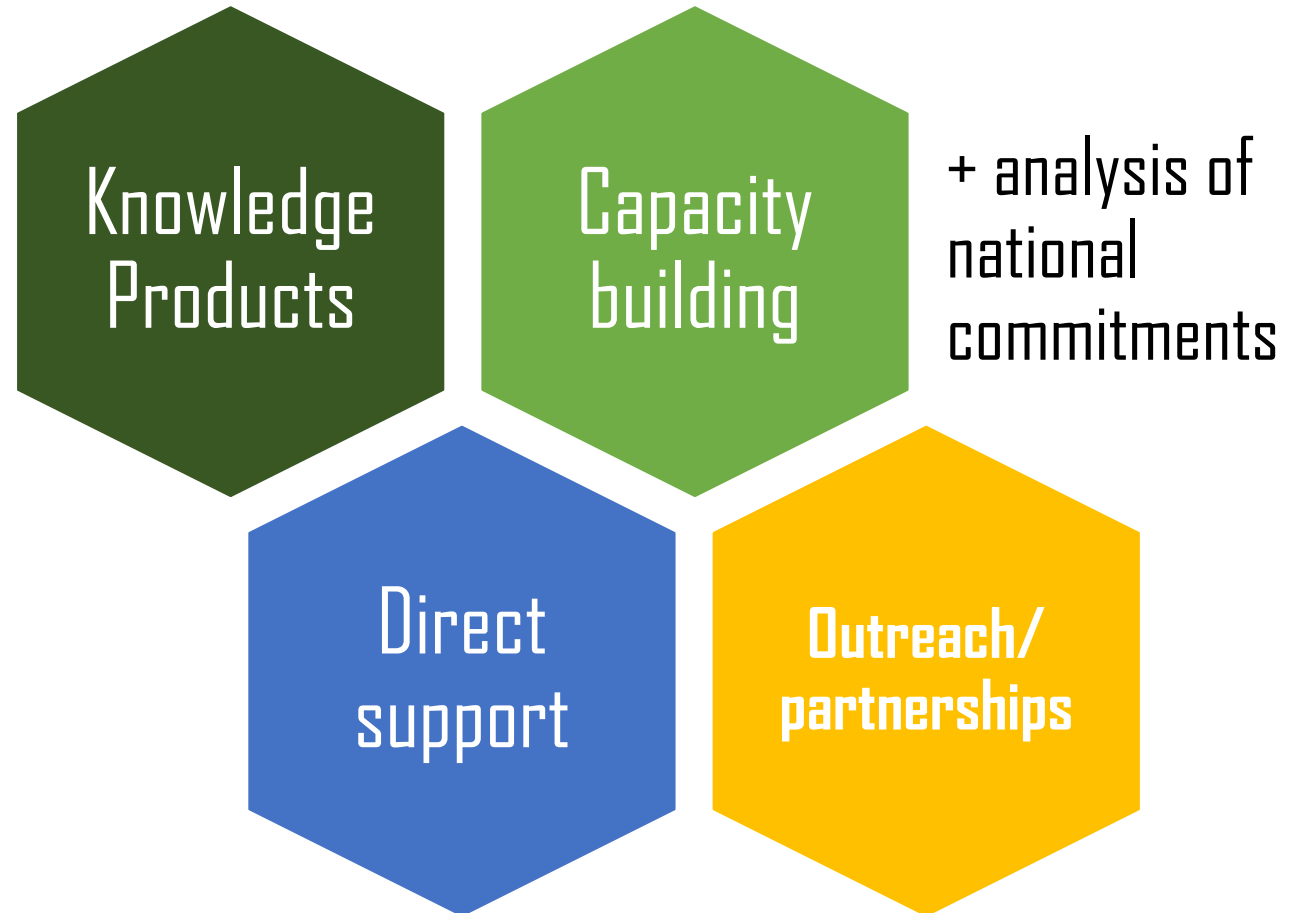 Knowledge
Products
Capacity
building
+ analysis of
national
commitments
Direct
support
Outreach/
partnerships